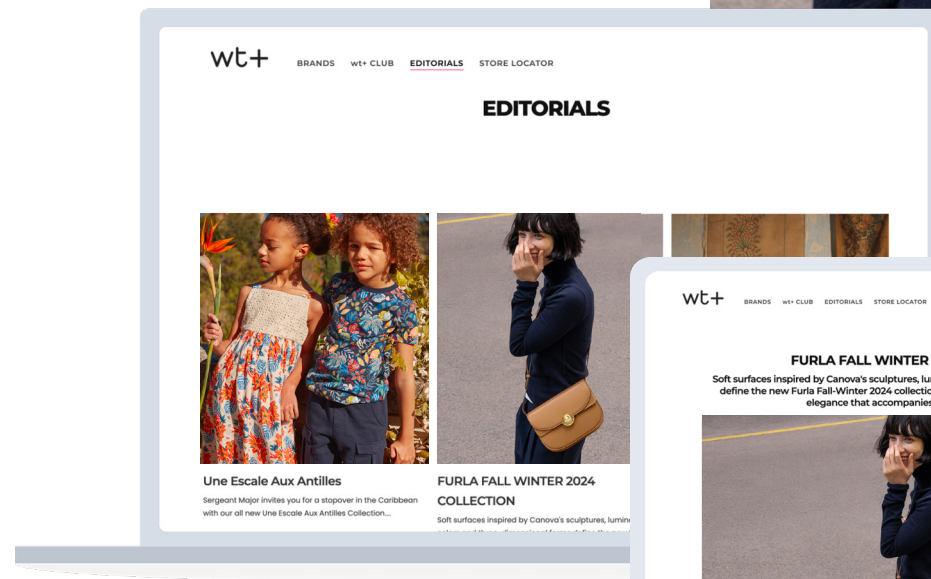 wt+
BRANDS wt+ CLUB EDITORIALS STORE LOCATOR
EDITORIALS
Une Escale Aux Antilles
Sergeant Major invites you for a stopover in the Caribbean
with our all new Une Escale Aux Antilles Collection....
FURLA FALL WINTER 2024
COLLECTION
Soft surfaces inspired by Canova's sculptures,
wt+
BRANDS wt+ CLUB EDITORIALS STORE LOCATOR
FURLA FALL WINTER
Soft surfaces inspired by Canova's sculptures,
define the new Furla Fall-Winter 2024
elegance that accompanies